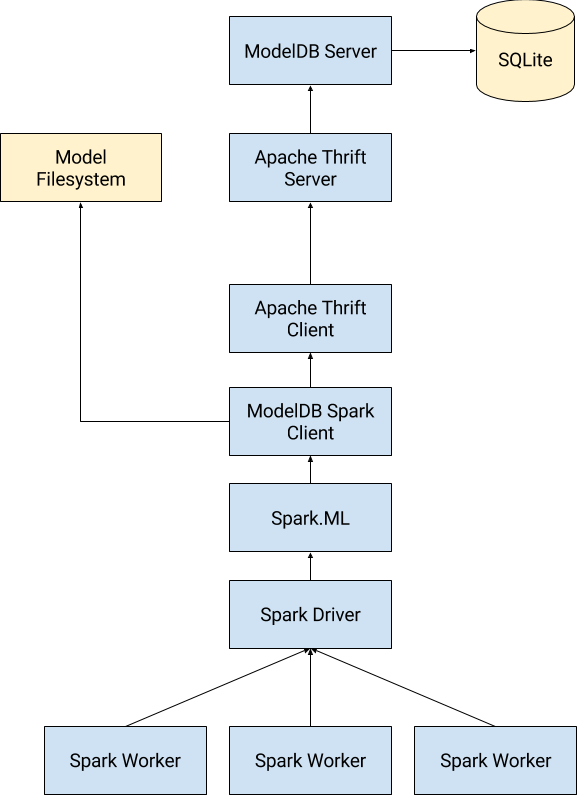 ModelDB Server
SQLite
Model
Filesystem
Apache Thrift
Server
Apache Thrift
Client
ModelDB Spark
Client
Spark.ML
Spark Driver
Spark Worker
Spark Worker
Spark Worker